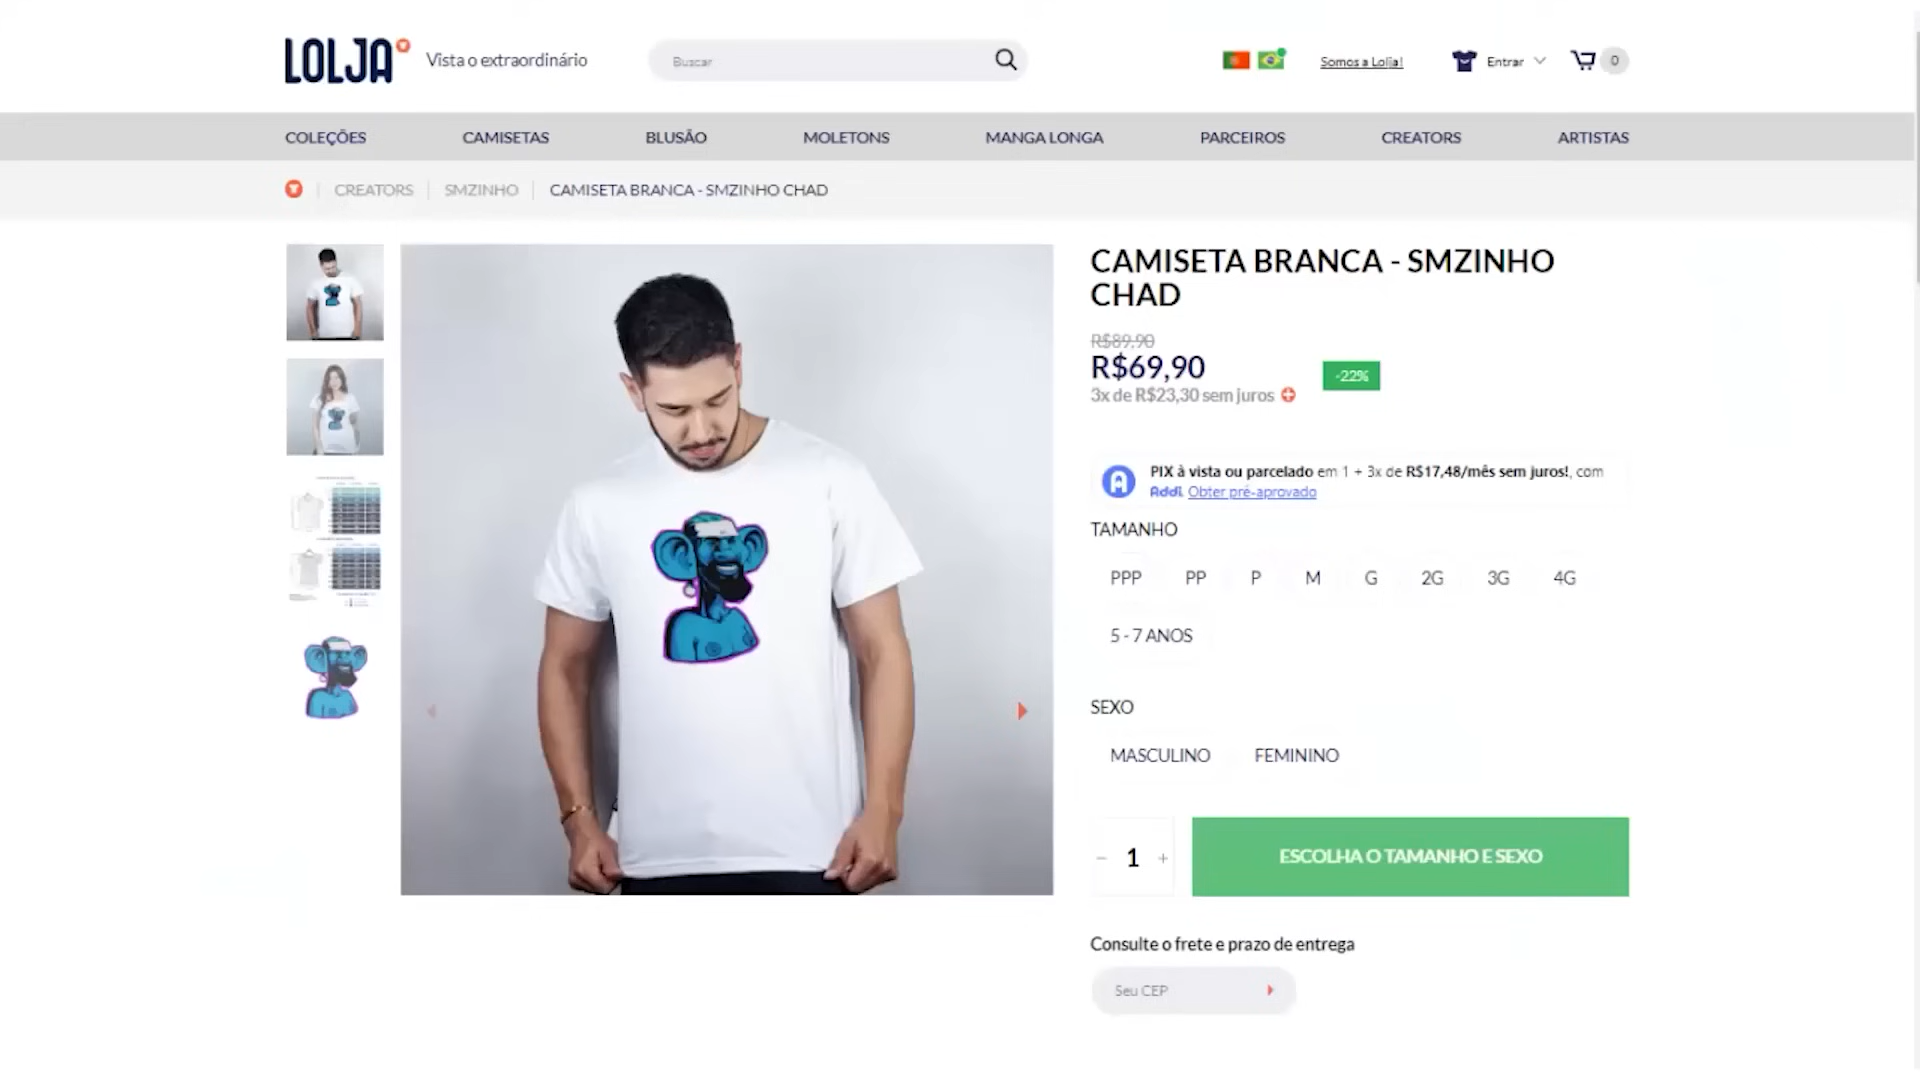 LOLJA
Vista o extraordinário
Buscar
Somos a Lolja!
Entrar
0
COLEÇÕES
CAMISETAS
BLUSÃO
MOLETONS
MANGA LONGA
PARCEIROS
CREATORS
ARTISTAS
CREATORS
SMZINHO
CAMISETA BRANCA - SMZINHO CHAD
CAMISETA BRANCA - SMZINHO
CHAD
R$89,90
R$69,90
-22%
3x de R$23,30 sem juros
PIX à vista ou parcelado em 1 + 3x de R$17,48/mês sem juros!, com
Addi. Obter pré-aprovado
TAMANHO
PPP PP P M G 2G 3G 4G
5 - 7 ANOS
SEXO
MASCULINO FEMININO
1
ESCOLHA O TAMANHO E SEXO
Consulte o frete e prazo de entrega
Seu CEP